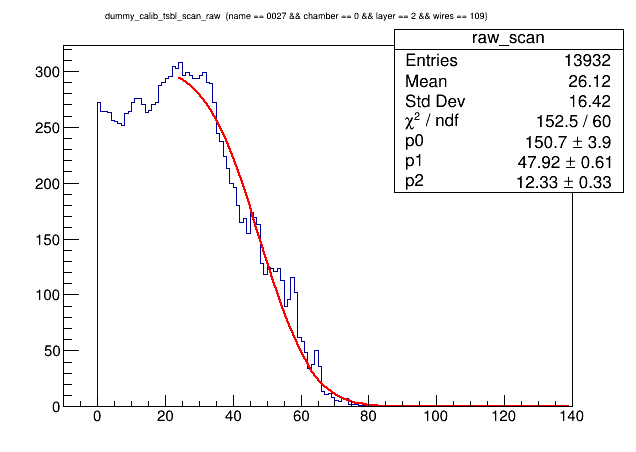 dummy_calib_tsbl_scan_raw (name == 0027 && chamber == 0 && layer == 2 && wires == 109)
raw_scan
Entries 13932
Mean 26.12
Std Dev 16.42
χ² / ndf 152.5 / 60
p0 150.7 ± 3.9
p1 47.92 ± 0.61
p2 12.33 ± 0.33
300
250
200
150
100
50
0
0 20 40 60 80 100 120 140